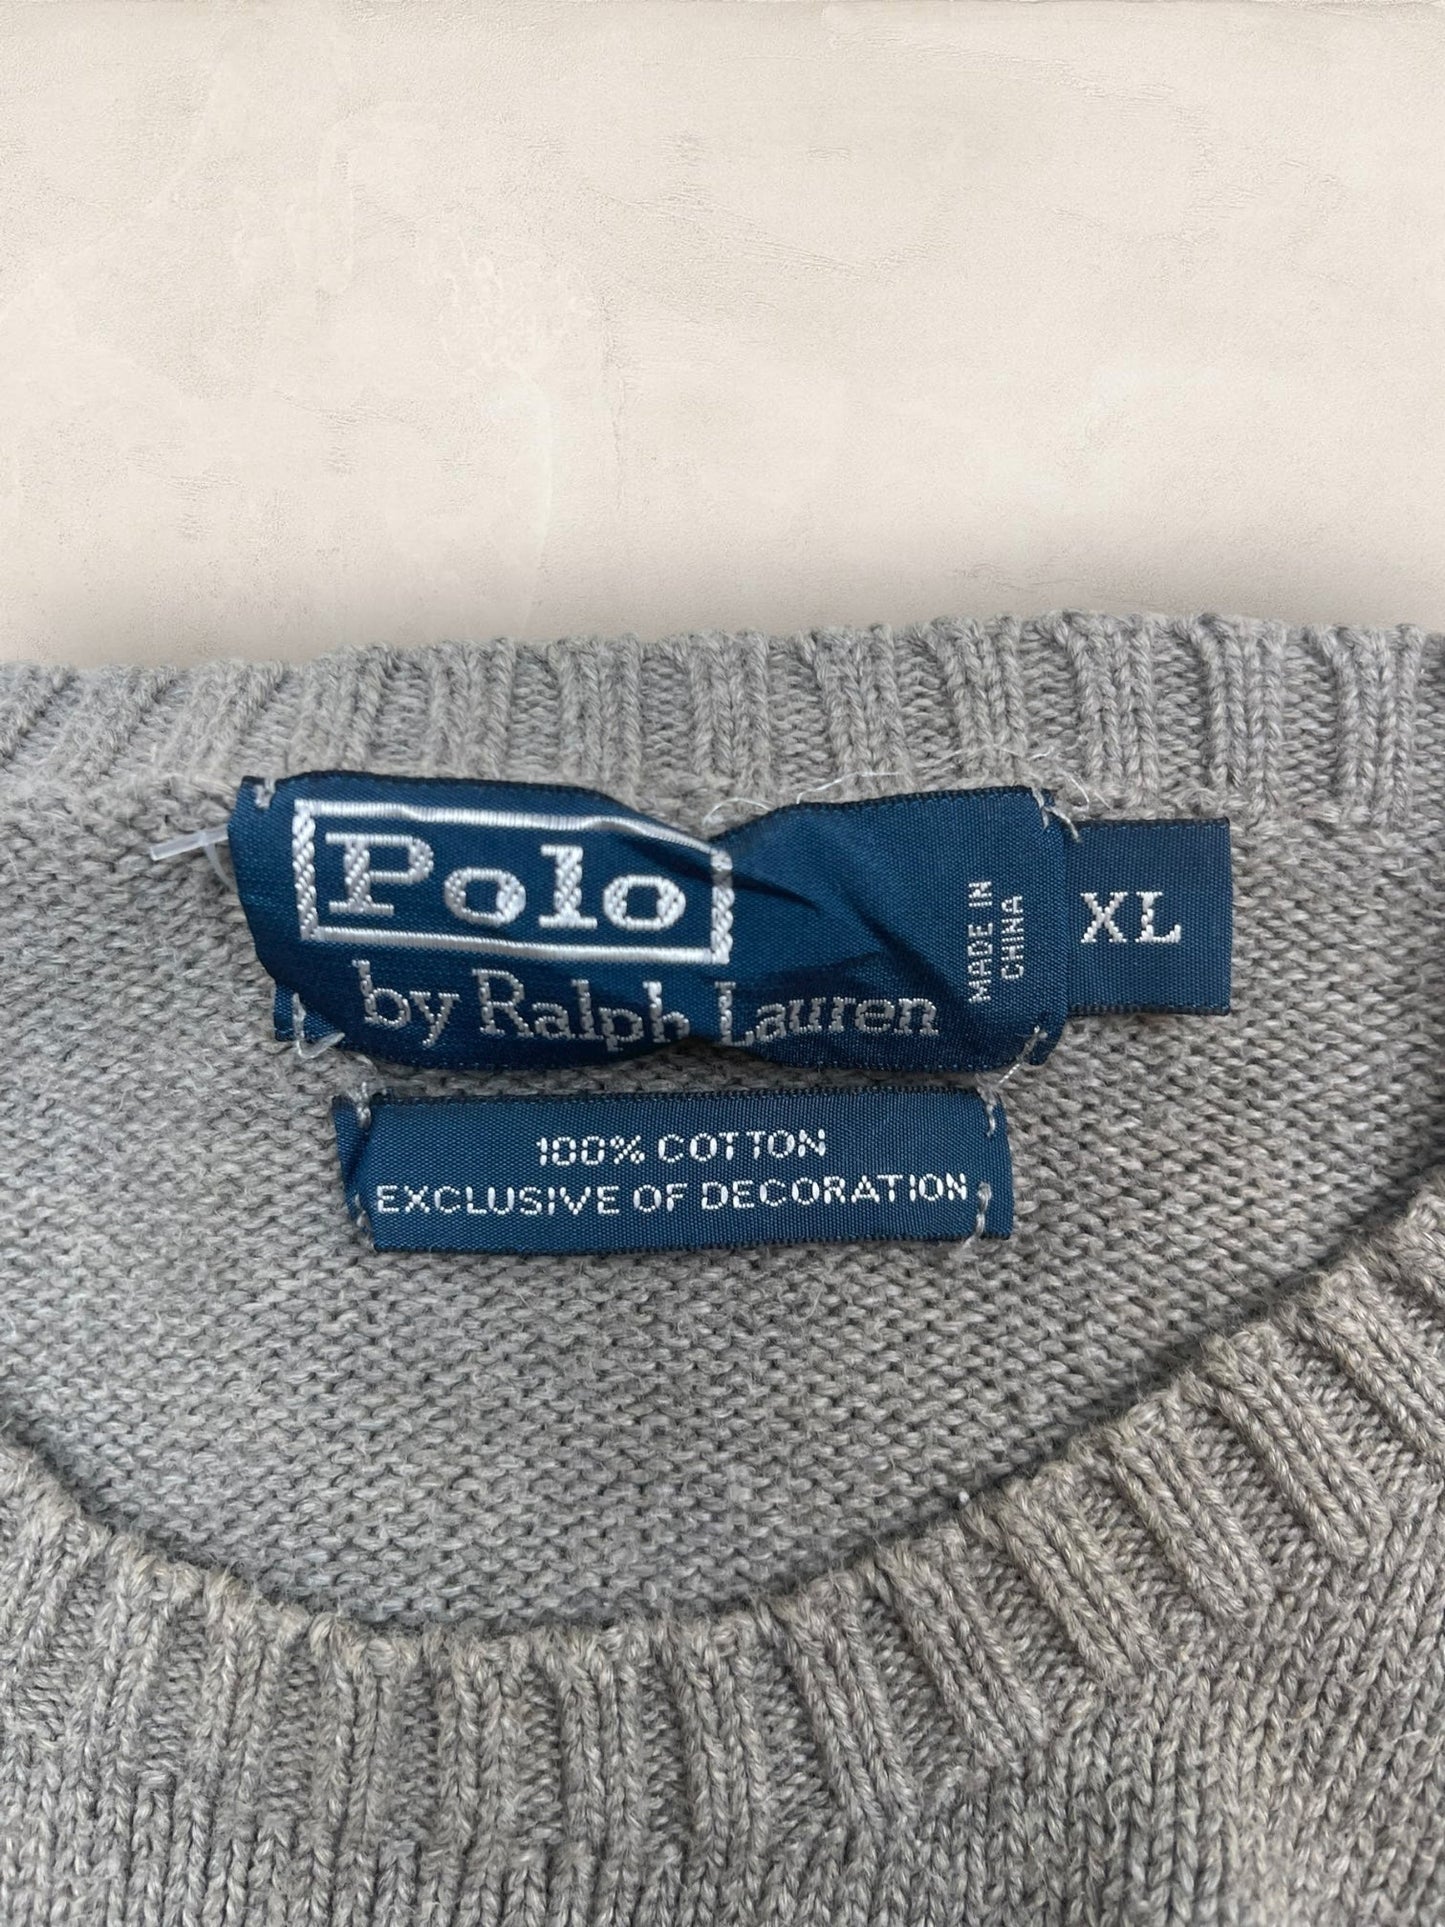 Polo
by Ralph Lauren
MADE IN
CHINA
XL
100% COTTON
EXCLUSIVE OF DECORATION